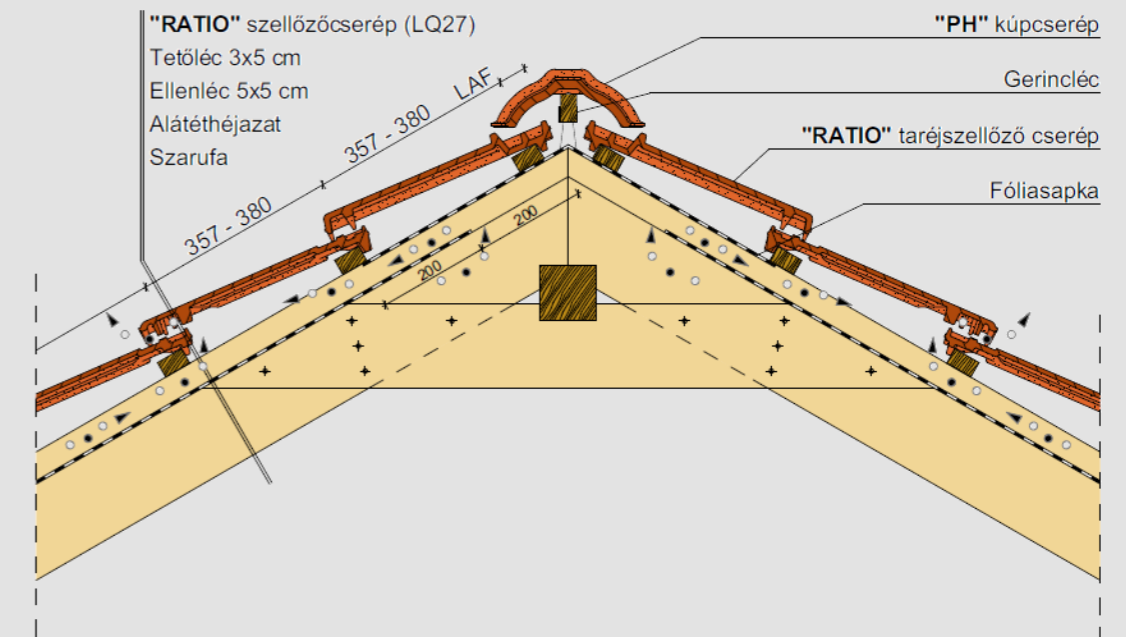 "RATIO" szellőzőcserép (LQ27)
Tetőléc 3x5 cm
Ellenléc 5x5 cm
Alátéthéjazat
Szarufa
"PH" kúpcserép
Gerincléc
"RATIO" taréjszellőző cserép
Fóliasapka
LAF
357 - 380
357 - 380
200
200